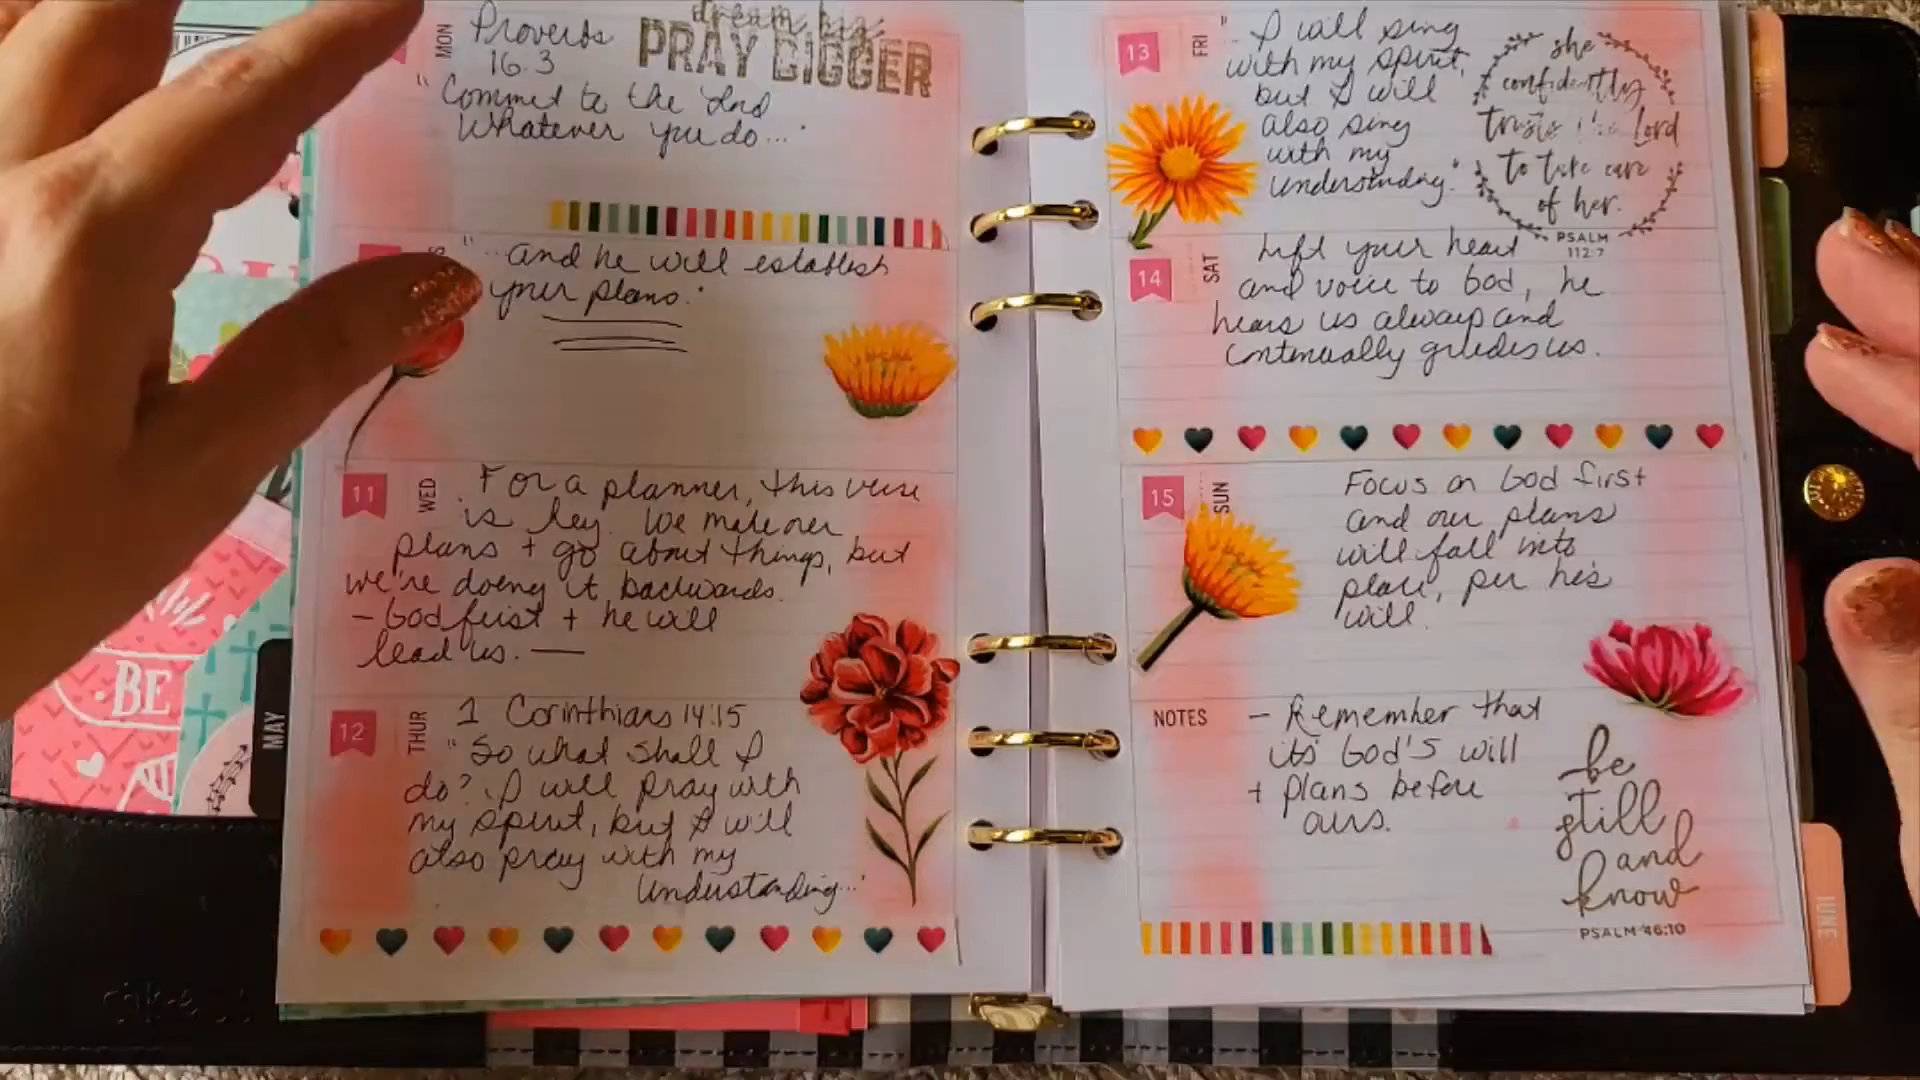 MON
Proverbs
16.3
"Commit to the Lord
whatever you do..."
dream big
PRAY BIGGER
"...and he will establish
your plans."
11
WED
For a planner, this verse
is key. We make our
plans + go about things, but
we're doing it backwards.
- God first + he will
lead us. —
12
THUR
1 Corinthians 14:15
"So what shall I
do? I will pray with
my spirit, but I will
also pray with my
understanding..."
13
FRI
"I will sing
with my spirit,
but I will
also sing
with my
understanding."
she
confidently
trusts the Lord
to take care
of her.
PSALM
112:7
14
SAT
Lift your heart
and voice to God, he
hears us always and
continually guides us.
15
SUN
Focus on God first
and our plans
will fall into
place, per his
will.
NOTES
- Remember that
its God's will
+ plans before
ours.
be
still
and
know
PSALM 46:10
BE
MAY
JUNE